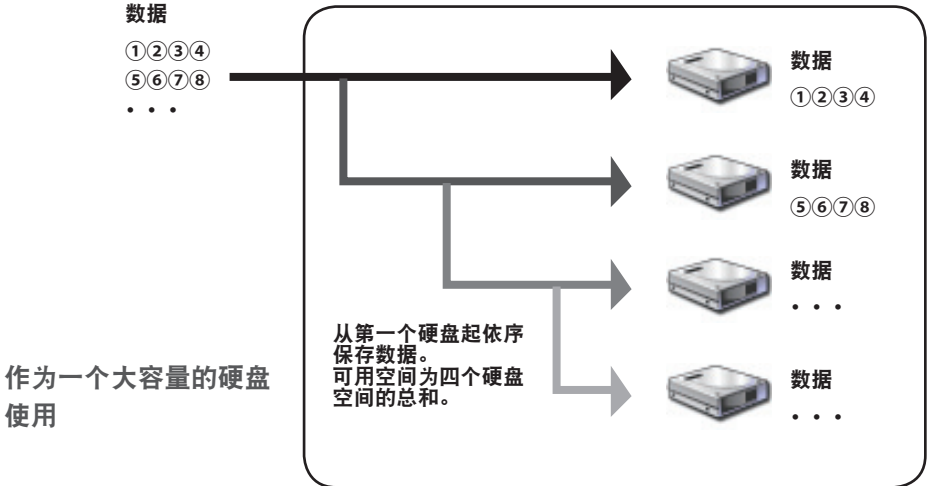 数据
①②③④
⑤⑥⑦⑧
・・・
数据
①②③④
数据
⑤⑥⑦⑧
数据
・・・
数据
・・・
从第一个硬盘起依序
保存数据。
可用空间为四个硬盘
空间的总和。
作为一个大容量的硬盘
使用